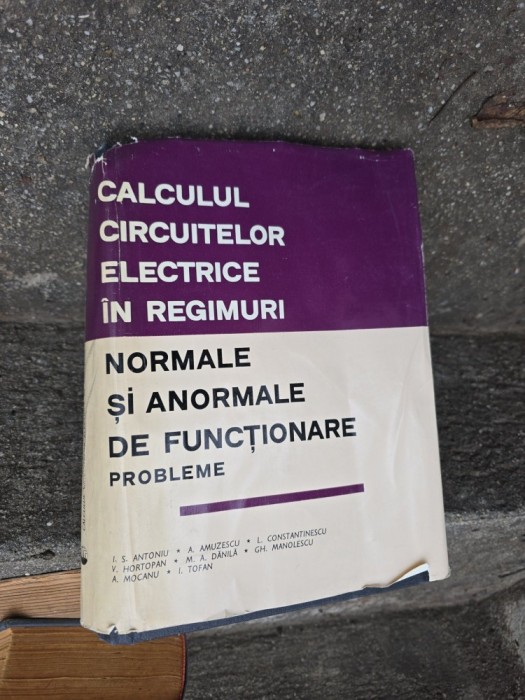 CALCULUL
CIRCUITELOR
ELECTRICE
ÎN REGIMURI
NORMALE
ȘI ANORMALE
DE FUNCȚIONARE
PROBLEME
I. S. ANTONIU * A. AMUZESCU * L. CONSTANTINESCU
V. HORTOPAN * M. A. DĂNILĂ * GH. MANOLESCU
A. MOCANU * I. TOFAN